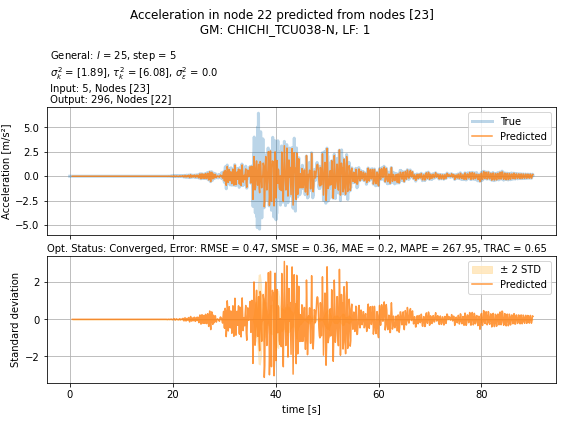 Acceleration in node 22 predicted from nodes [23]
GM: CHICHI_TCU038-N, LF: 1
General: l = 25, step = 5
σ²ₖ = [1.89], τ²ₖ = [6.08], σ²ε = 0.0
Input: 5, Nodes [23]
Output: 296, Nodes [22]
Acceleration [m/s²]
5.0
2.5
0.0
−2.5
−5.0
True
Predicted
Opt. Status: Converged, Error: RMSE = 0.47, SMSE = 0.36, MAE = 0.2, MAPE = 267.95, TRAC = 0.65
Standard deviation
2
0
−2
± 2 STD
Predicted
0 20 40 60 80
time [s]